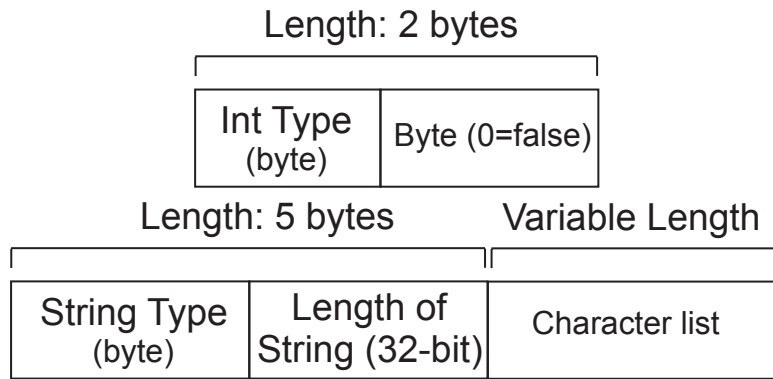 Length: 2 bytes
Int Type
(byte)
Byte (0=false)
Length: 5 bytes
Variable Length
String Type
(byte)
Length of
String (32-bit)
Character list